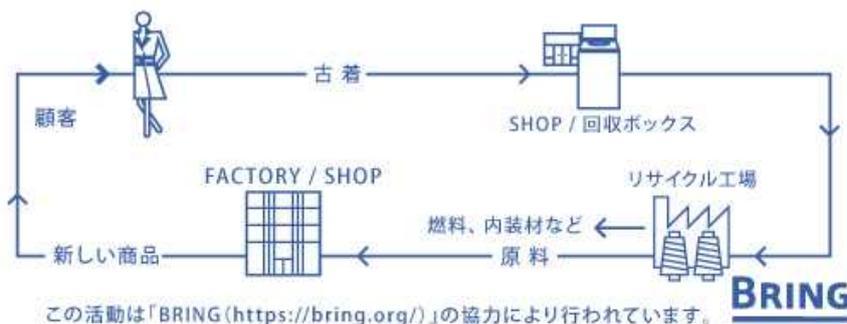 古着
顧客
SHOP / 回収ボックス
FACTORY / SHOP
リサイクル工場
燃料、内装材など
新しい商品
原料
この活動は「BRING(https://bring.org/)」の協力により行われています。
BRING